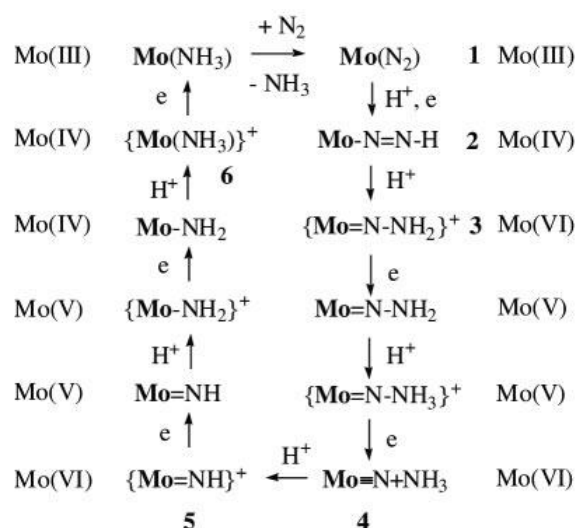 + N₂
Mo(III) Mo(NH₃) Mo(N₂) 1 Mo(III)
- NH₃
e H⁺, e
Mo(IV) {Mo(NH₃)}⁺ Mo-N=N-H 2 Mo(IV)
6
H⁺ H⁺
Mo(IV) Mo-NH₂ {Mo=N-NH₂}⁺ 3 Mo(VI)
e e
Mo(V) {Mo-NH₂}⁺ Mo=N-NH₂ Mo(V)
H⁺ H⁺
Mo(V) Mo=NH {Mo=N-NH₃}⁺ Mo(V)
e e
H⁺
Mo(VI) {Mo=NH}⁺ Mo≡N+NH₃ Mo(VI)
5 4